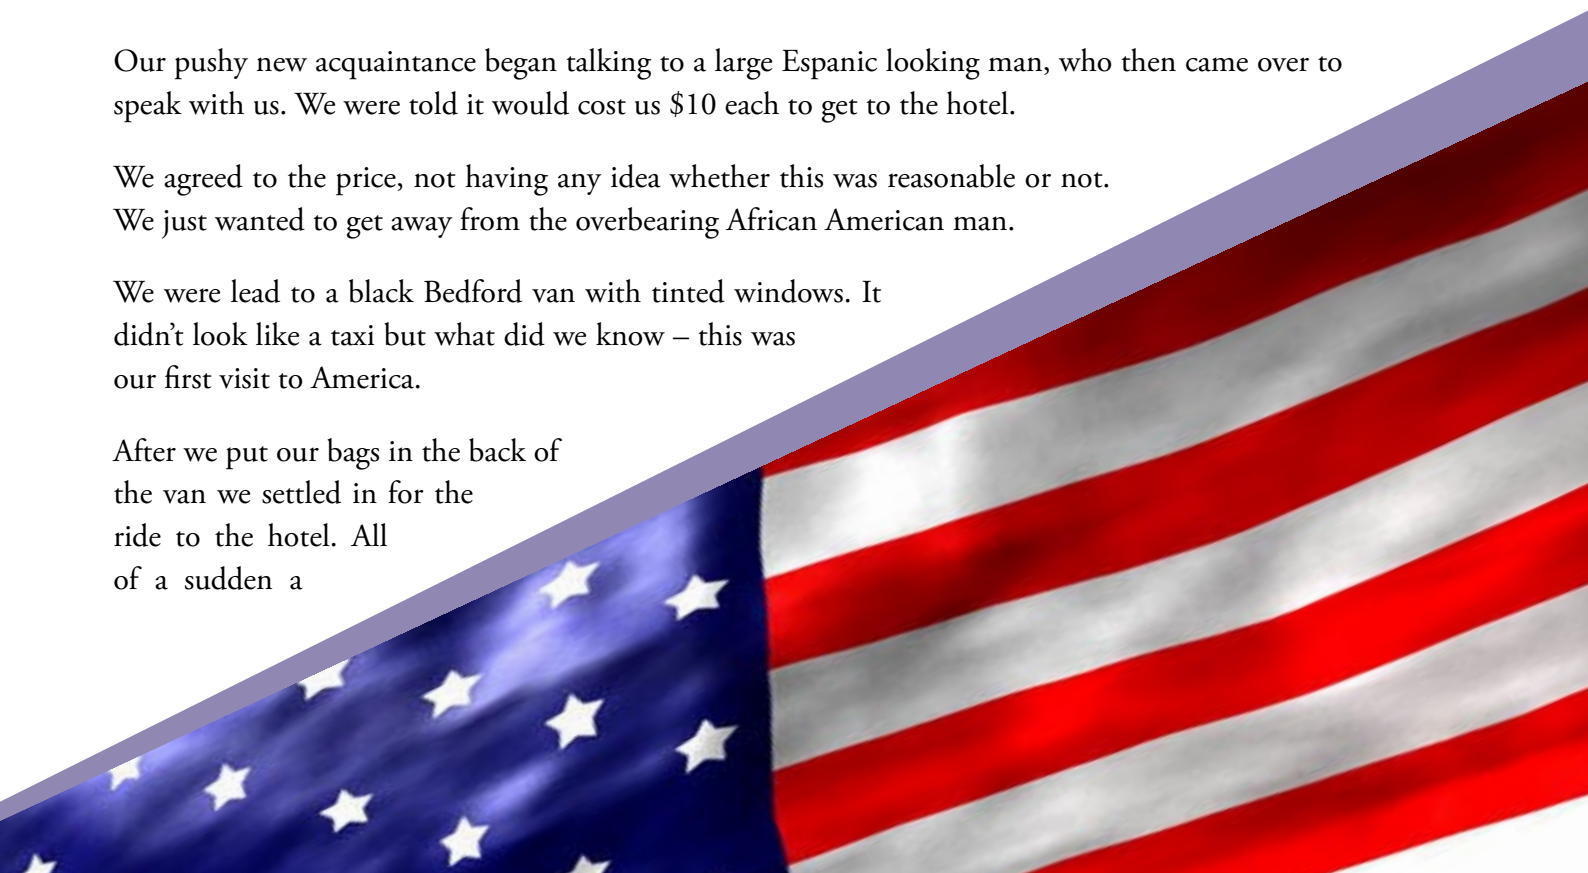 Our pushy new acquaintance began talking to a large Espanic looking man, who then came over to
speak with us. We were told it would cost us $10 each to get to the hotel.
We agreed to the price, not having any idea whether this was reasonable or not.
We just wanted to get away from the overbearing African American man.
We were lead to a black Bedford van with tinted windows. It
didn’t look like a taxi but what did we know – this was
our first visit to America.
After we put our bags in the back of
the van we settled in for the
ride to the hotel. All
of a sudden a